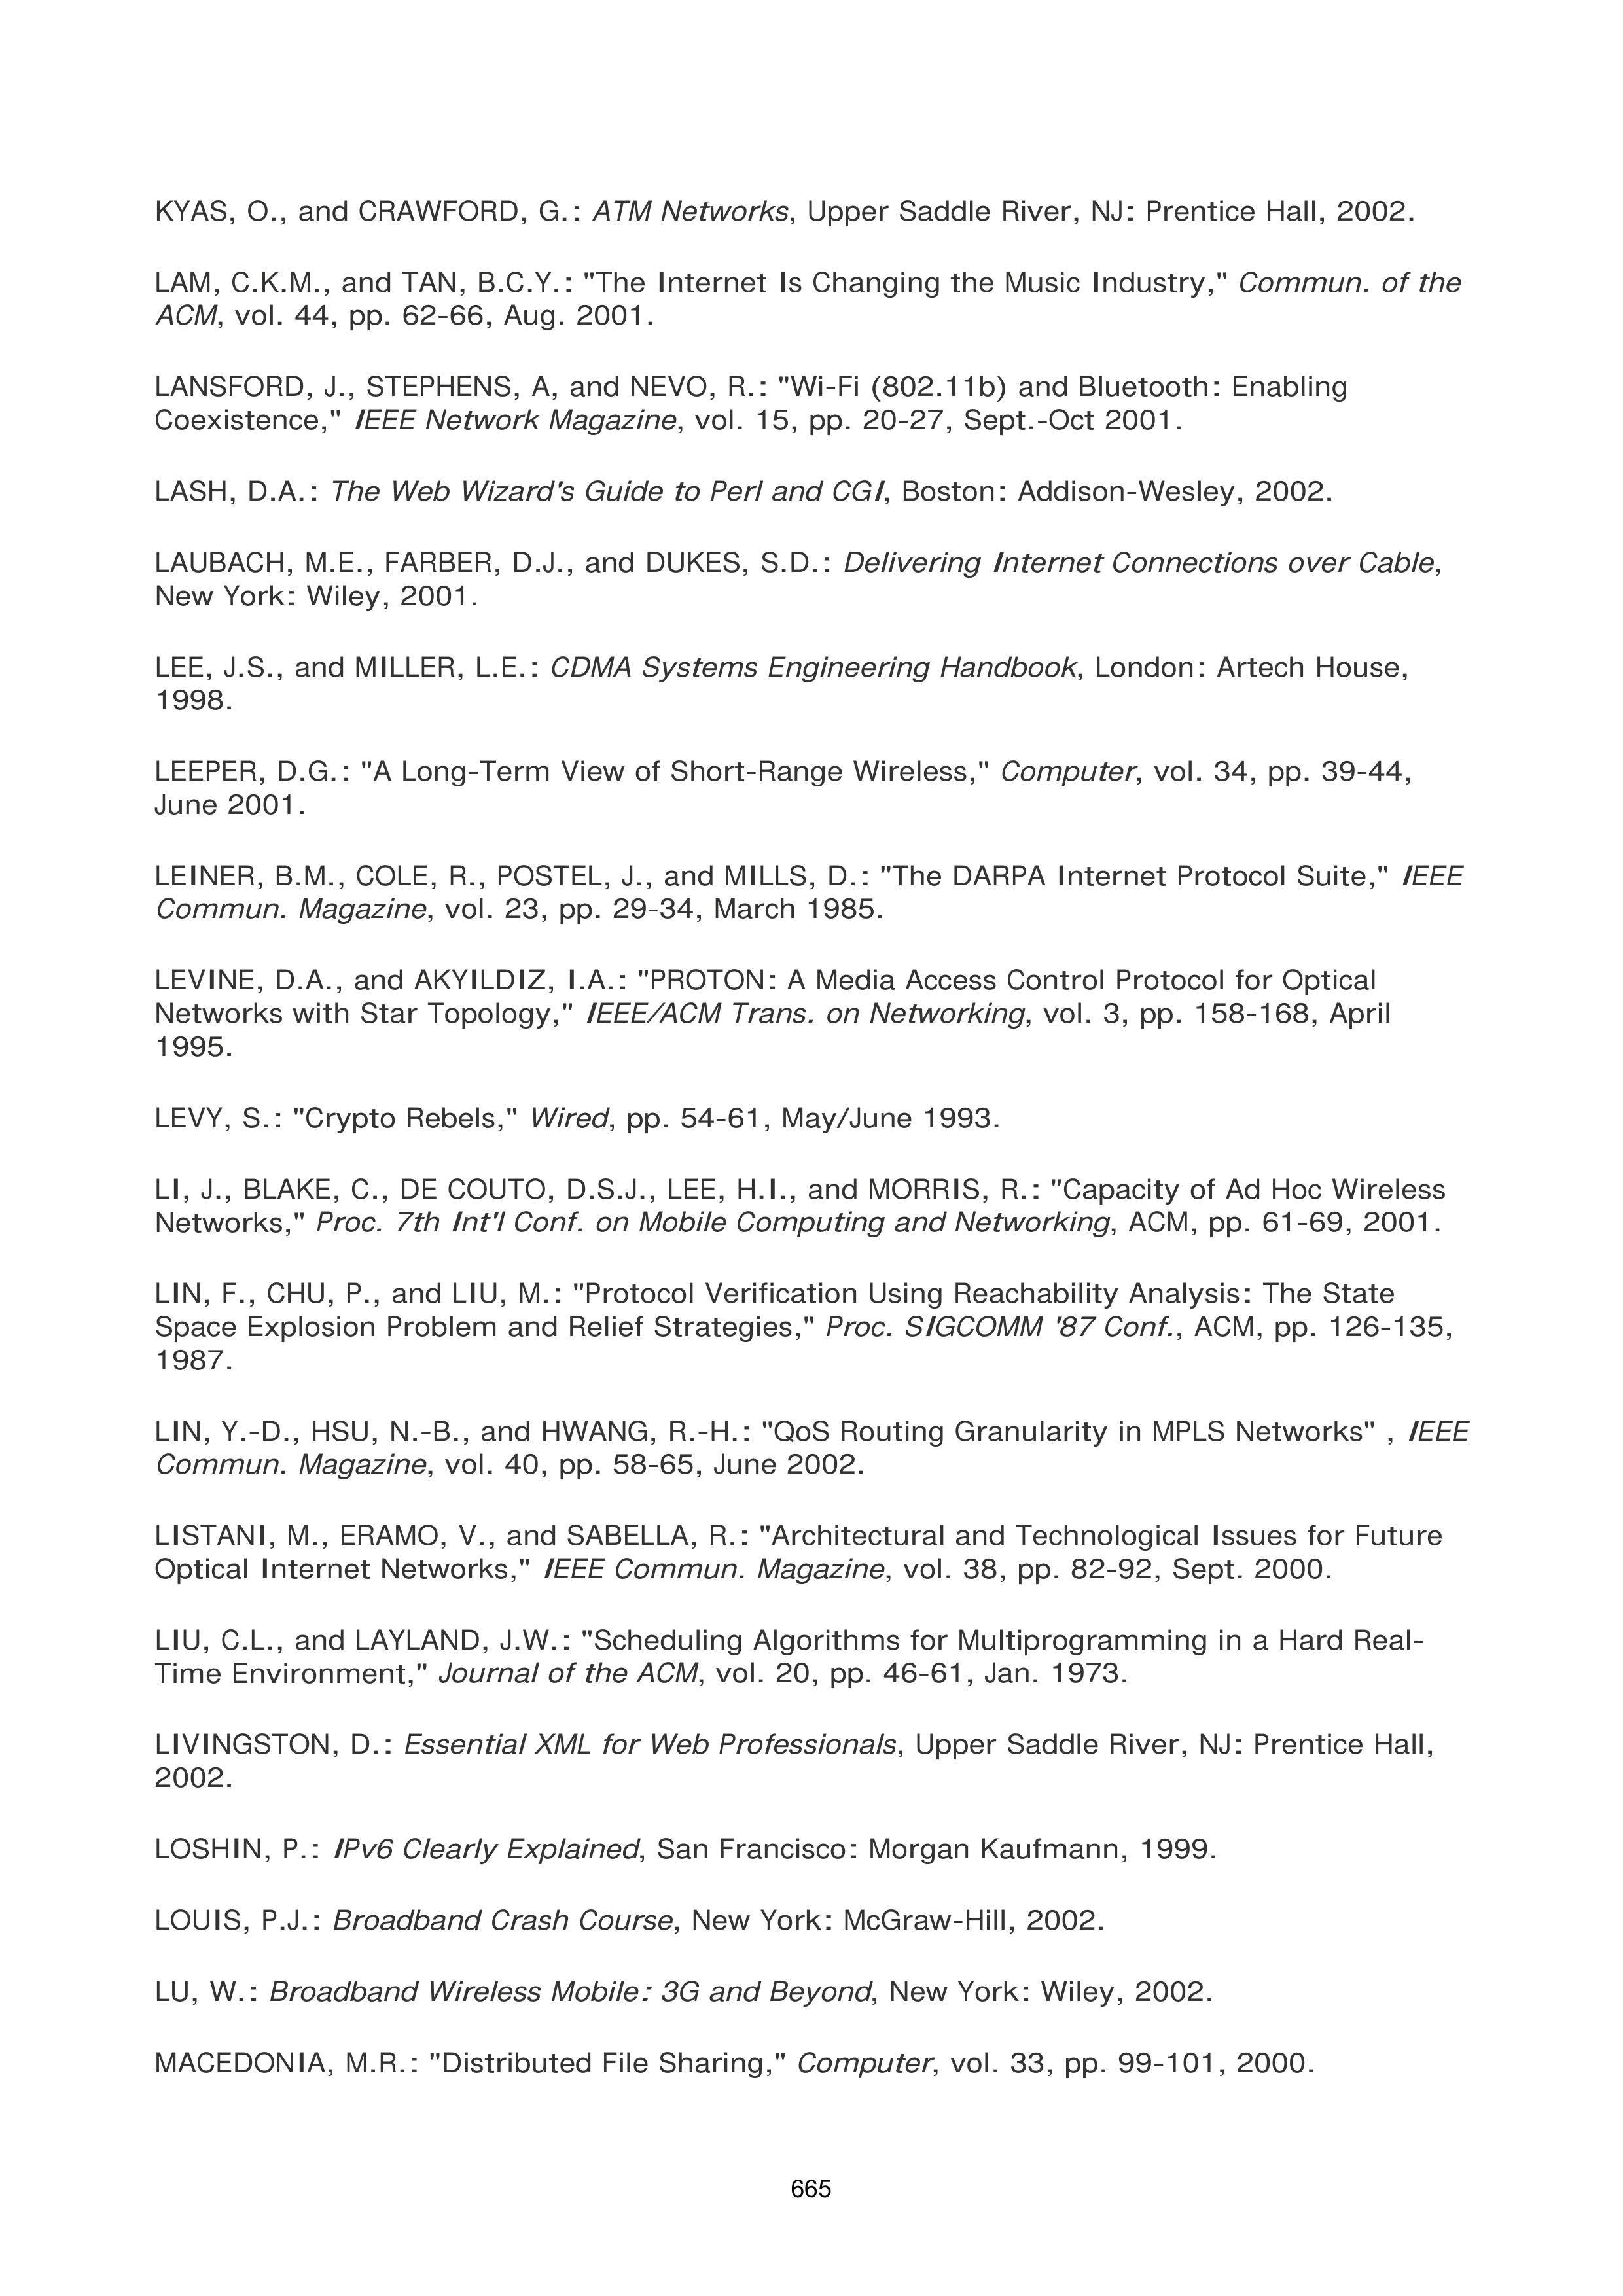 KYAS, O., and CRAWFORD, G.: ATM Networks, Upper Saddle River, NJ: Prentice Hall, 2002.
LAM, C.K.M., and TAN, B.C.Y.: "The Internet Is Changing the Music Industry," Commun. of the
ACM, vol. 44, pp. 62-66, Aug. 2001.
LANSFORD, J., STEPHENS, A, and NEVO, R.: "Wi-Fi (802.11b) and Bluetooth: Enabling
Coexistence," IEEE Network Magazine, vol. 15, pp. 20-27, Sept.-Oct 2001.
LASH, D.A.: The Web Wizard's Guide to Perl and CGI, Boston: Addison-Wesley, 2002.
LAUBACH, M.E., FARBER, D.J., and DUKES, S.D.: Delivering Internet Connections over Cable,
New York: Wiley, 2001.
LEE, J.S., and MILLER, L.E.: CDMA Systems Engineering Handbook, London: Artech House,
1998.
LEEPER, D.G.: "A Long-Term View of Short-Range Wireless," Computer, vol. 34, pp. 39-44,
June 2001.
LEINER, B.M., COLE, R., POSTEL, J., and MILLS, D.: "The DARPA Internet Protocol Suite," IEEE
Commun. Magazine, vol. 23, pp. 29-34, March 1985.
LEVINE, D.A., and AKYILDIZ, I.A.: "PROTON: A Media Access Control Protocol for Optical
Networks with Star Topology," IEEE/ACM Trans. on Networking, vol. 3, pp. 158-168, April
1995.
LEVY, S.: "Crypto Rebels," Wired, pp. 54-61, May/June 1993.
LI, J., BLAKE, C., DE COUTO, D.S.J., LEE, H.I., and MORRIS, R.: "Capacity of Ad Hoc Wireless
Networks," Proc. 7th Int'l Conf. on Mobile Computing and Networking, ACM, pp. 61-69, 2001.
LIN, F., CHU, P., and LIU, M.: "Protocol Verification Using Reachability Analysis: The State
Space Explosion Problem and Relief Strategies," Proc. SIGCOMM '87 Conf., ACM, pp. 126-135,
1987.
LIN, Y.-D., HSU, N.-B., and HWANG, R.-H.: "QoS Routing Granularity in MPLS Networks" , IEEE
Commun. Magazine, vol. 40, pp. 58-65, June 2002.
LISTANI, M., ERAMO, V., and SABELLA, R.: "Architectural and Technological Issues for Future
Optical Internet Networks," IEEE Commun. Magazine, vol. 38, pp. 82-92, Sept. 2000.
LIU, C.L., and LAYLAND, J.W.: "Scheduling Algorithms for Multiprogramming in a Hard Real-
Time Environment," Journal of the ACM, vol. 20, pp. 46-61, Jan. 1973.
LIVINGSTON, D.: Essential XML for Web Professionals, Upper Saddle River, NJ: Prentice Hall,
2002.
LOSHIN, P.: IPv6 Clearly Explained, San Francisco: Morgan Kaufmann, 1999.
LOUIS, P.J.: Broadband Crash Course, New York: McGraw-Hill, 2002.
LU, W.: Broadband Wireless Mobile: 3G and Beyond, New York: Wiley, 2002.
MACEDONIA, M.R.: "Distributed File Sharing," Computer, vol. 33, pp. 99-101, 2000.
665